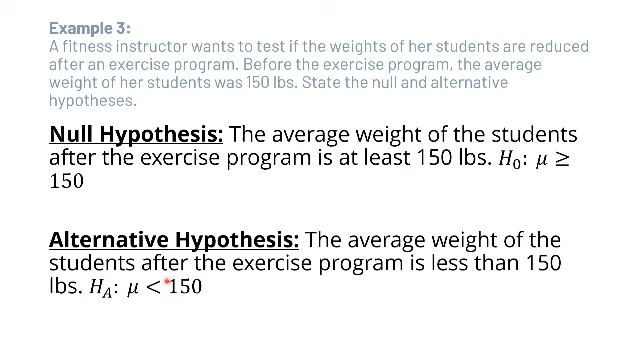 Example 3:
A fitness instructor wants to test if the weights of her students are reduced
after an exercise program. Before the exercise program, the average
weight of her students was 150 lbs. State the null and alternative
hypotheses.
Null Hypothesis: The average weight of the students
after the exercise program is at least 150 lbs. H₀: μ ≥
150
Alternative Hypothesis: The average weight of the
students after the exercise program is less than 150
lbs. H_A: μ < 150